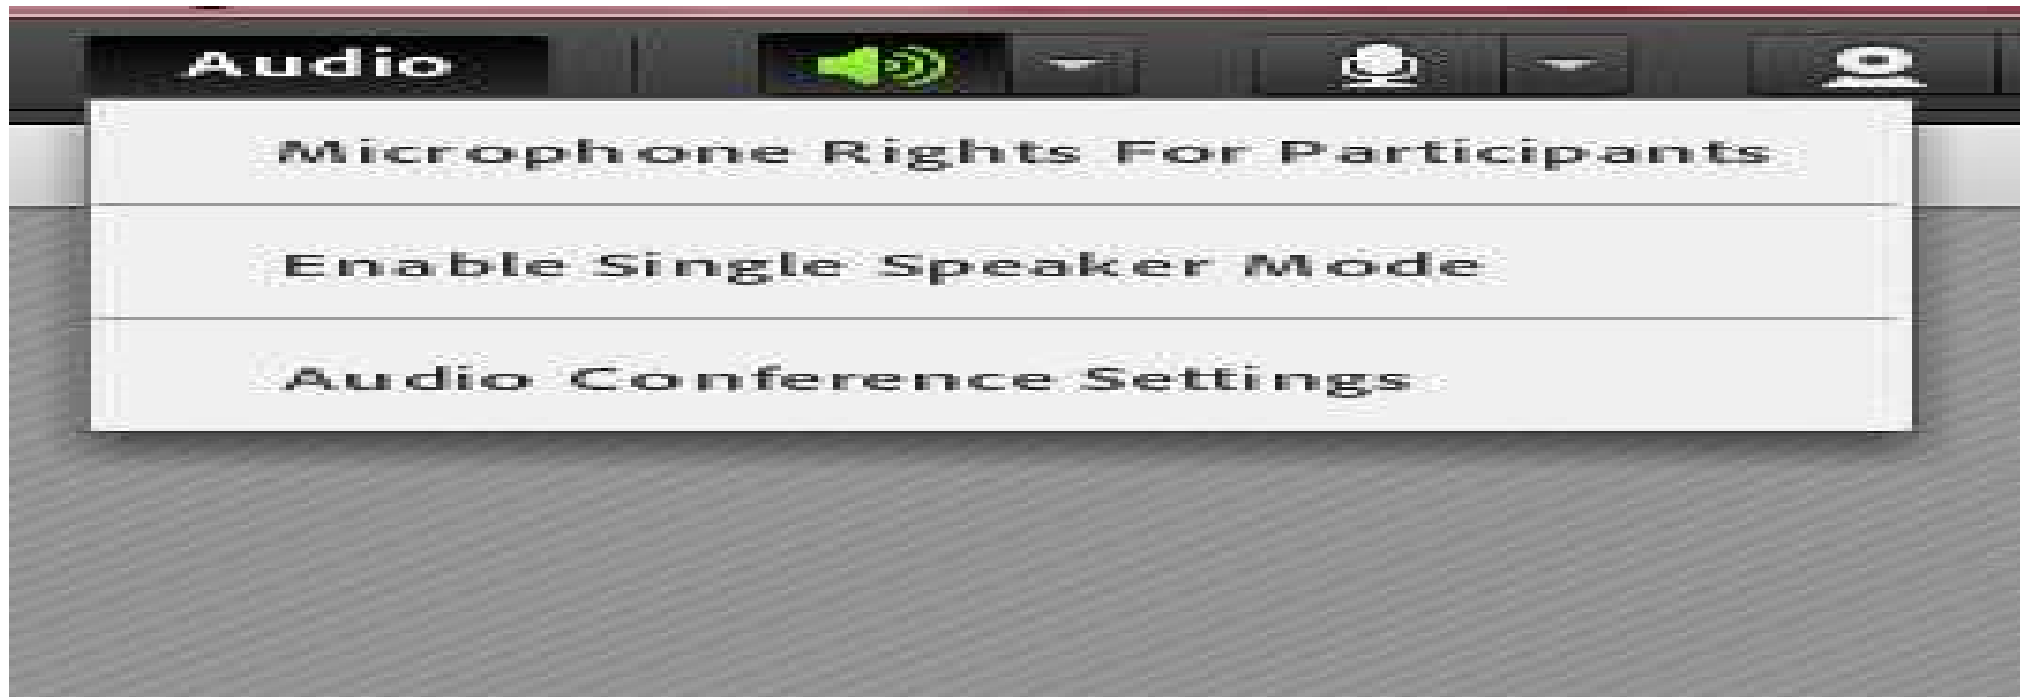 Audio
Microphone Rights For Participants
Enable Single Speaker Mode
Audio Conference Settings